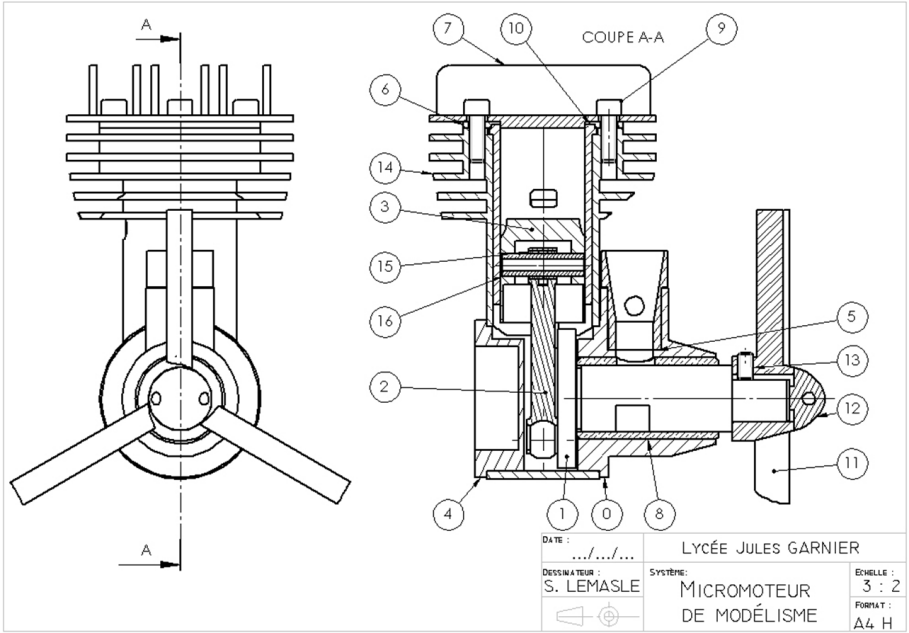 A
7
10
COUPE A-A
9
6
14
3
15
16
2
5
13
12
11
4
1
0
8
A
DATE :
.../.../...
LYCÉE JULES GARNIER
DESSINATEUR :
S. LEMASLE
SYSTÈME:
MICROMOTEUR
DE MODÉLISME
ECHELLE :
3 : 2
FORMAT :
A4 H